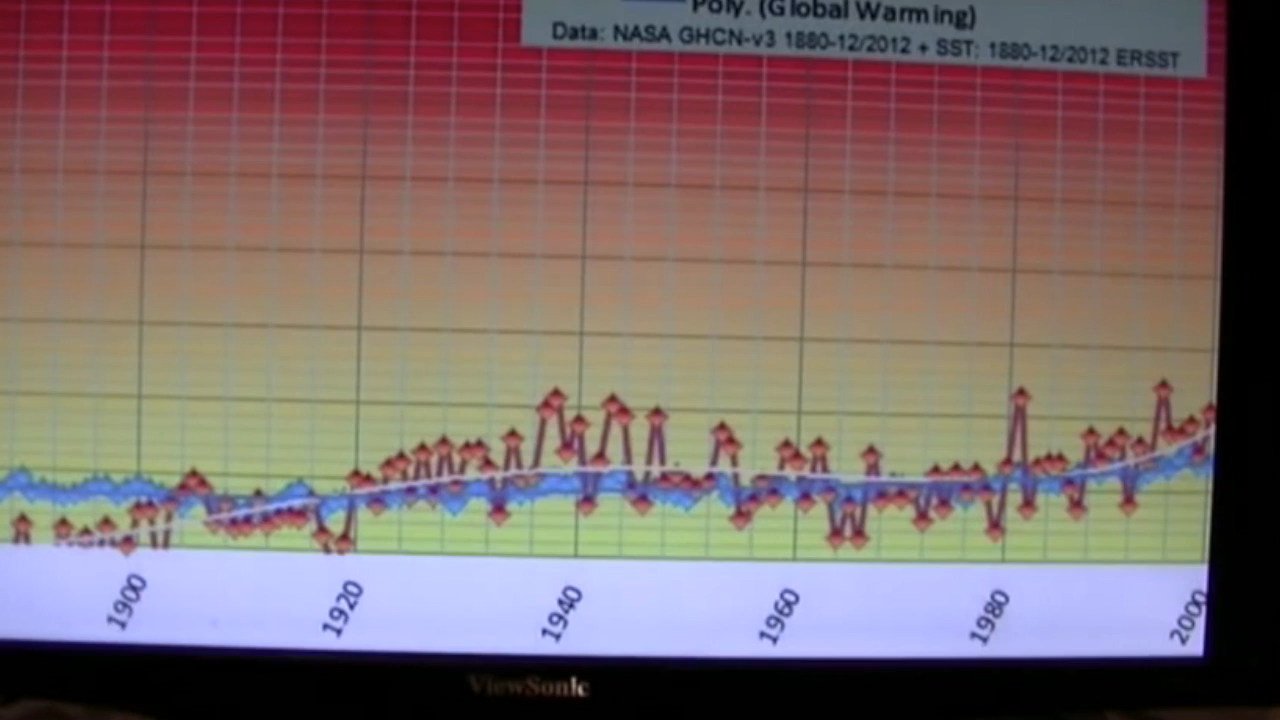 Poly. (Global Warming)
Data: NASA GHCN-v3 1880-12/2012 + SST: 1880-12/2012 ERSST
1900
1920
1940
1960
1980
2000
ViewSonic